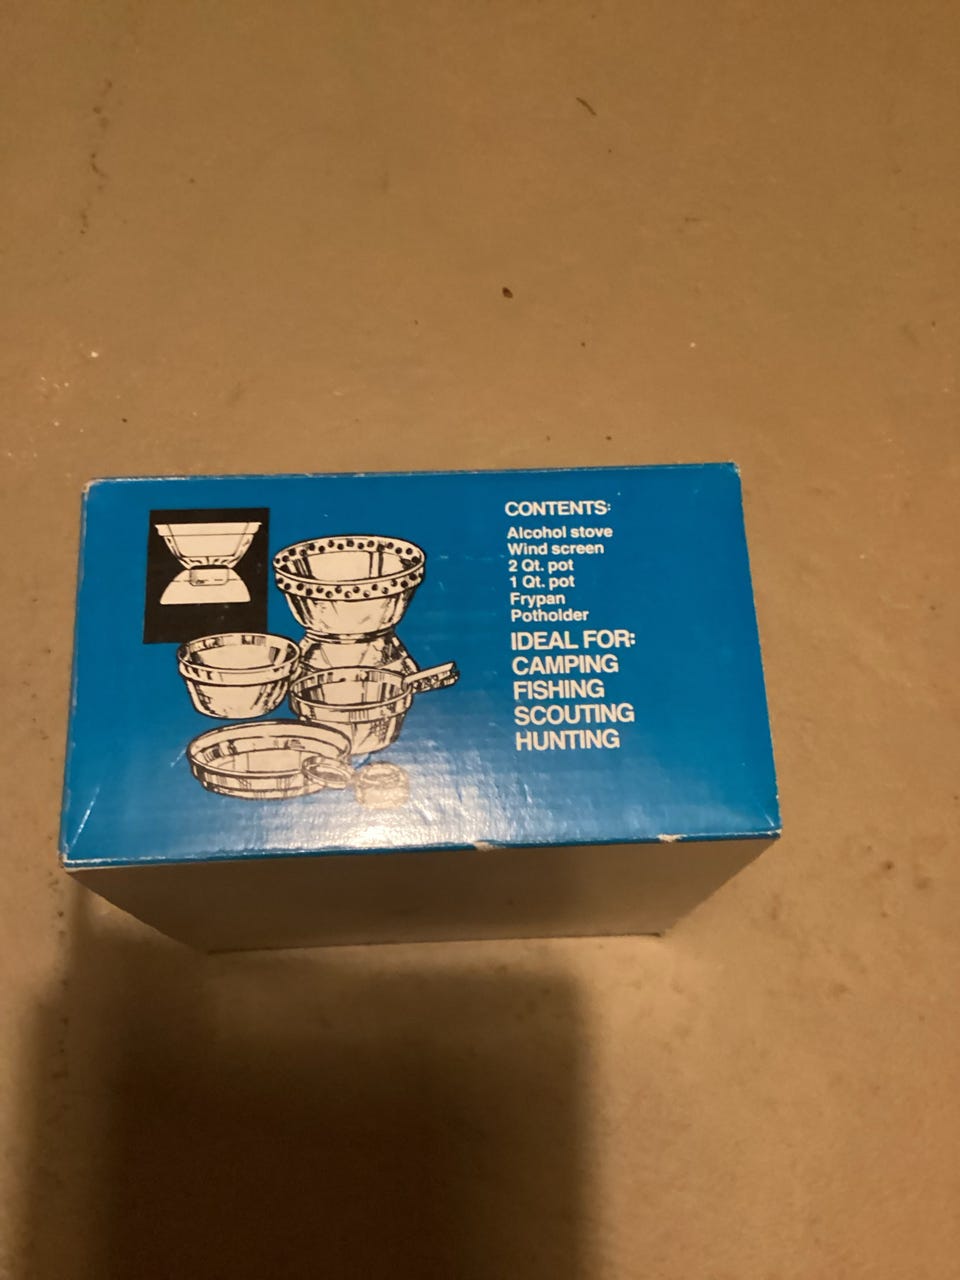 CONTENTS:
Alcohol stove
Wind screen
2 Qt. pot
1 Qt. pot
Frypan
Potholder
IDEAL FOR:
CAMPING
FISHING
SCOUTING
HUNTING